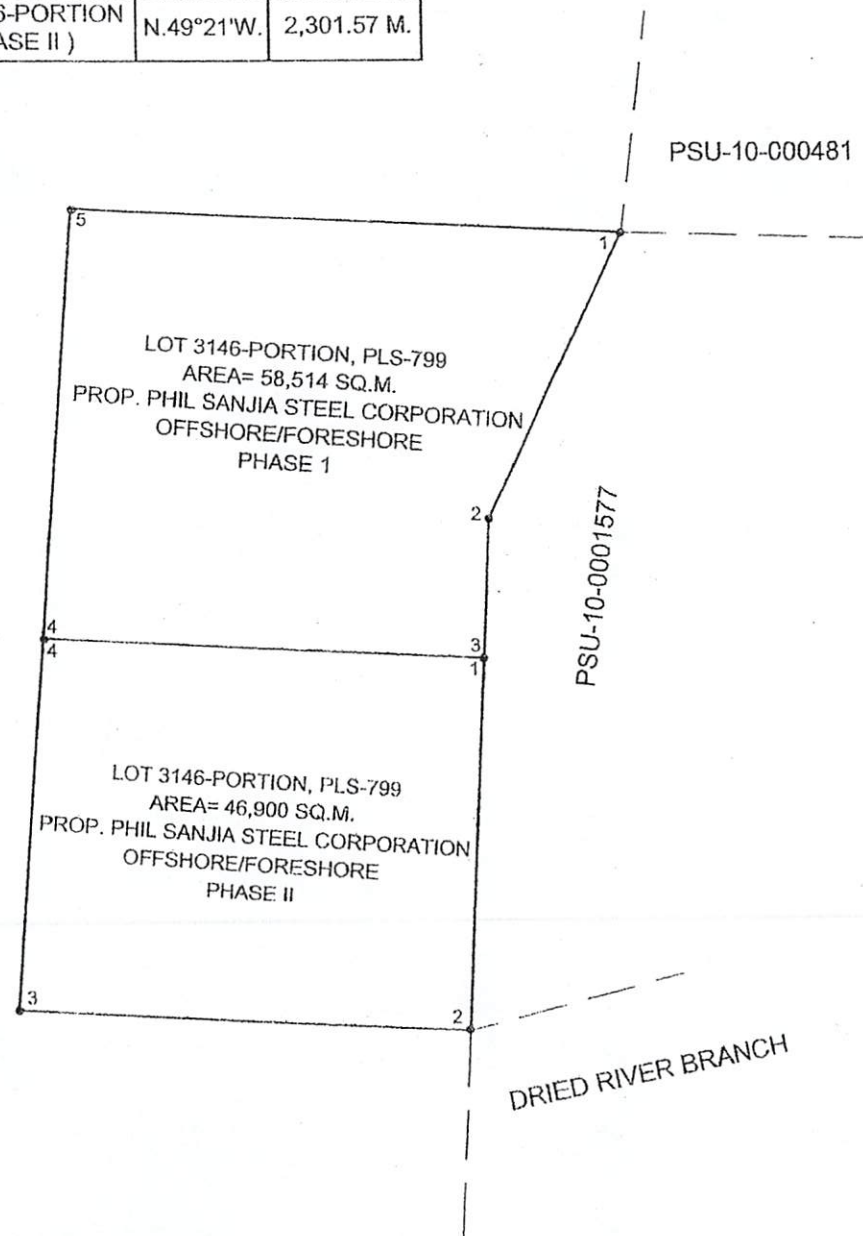 6-PORTION
ASE II )
N.49°21'W.
2,301.57 M.
PSU-10-000481
5
1
LOT 3146-PORTION, PLS-799
AREA= 58,514 SQ.M.
PROP. PHIL SANJIA STEEL CORPORATION
OFFSHORE/FORESHORE
PHASE 1
2
PSU-10-0001577
4
3
4
1
LOT 3146-PORTION, PLS-799
AREA= 46,900 SQ.M.
PROP. PHIL SANJIA STEEL CORPORATION
OFFSHORE/FORESHORE
PHASE II
3
2
DRIED RIVER BRANCH